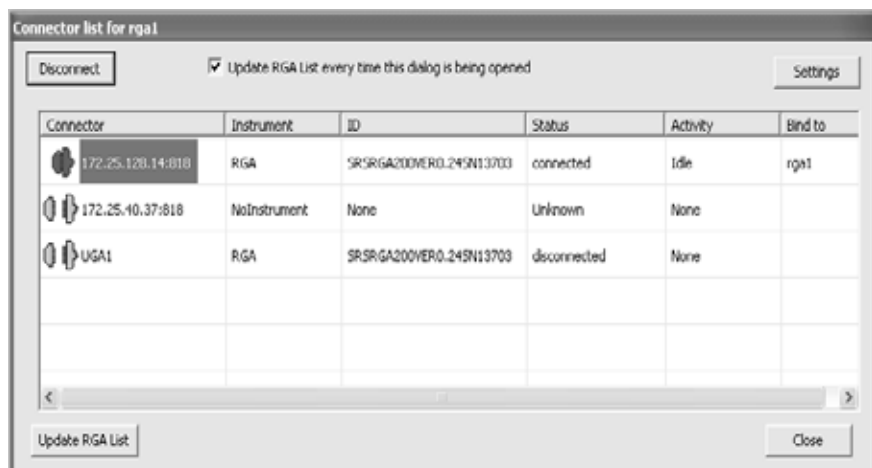 Connector list for rga1
Disconnect Update RGA List every time this dialog is being opened Settings
Connector Instrument ID Status Activity Bind to
172.25.128.14:818 RGA SRSRGA200VER0.24SN13703 connected Idle rga1
172.25.40.37:818 NoInstrument None Unknown None
UGA1 RGA SRSRGA200VER0.24SN13703 disconnected None
Update RGA List Close